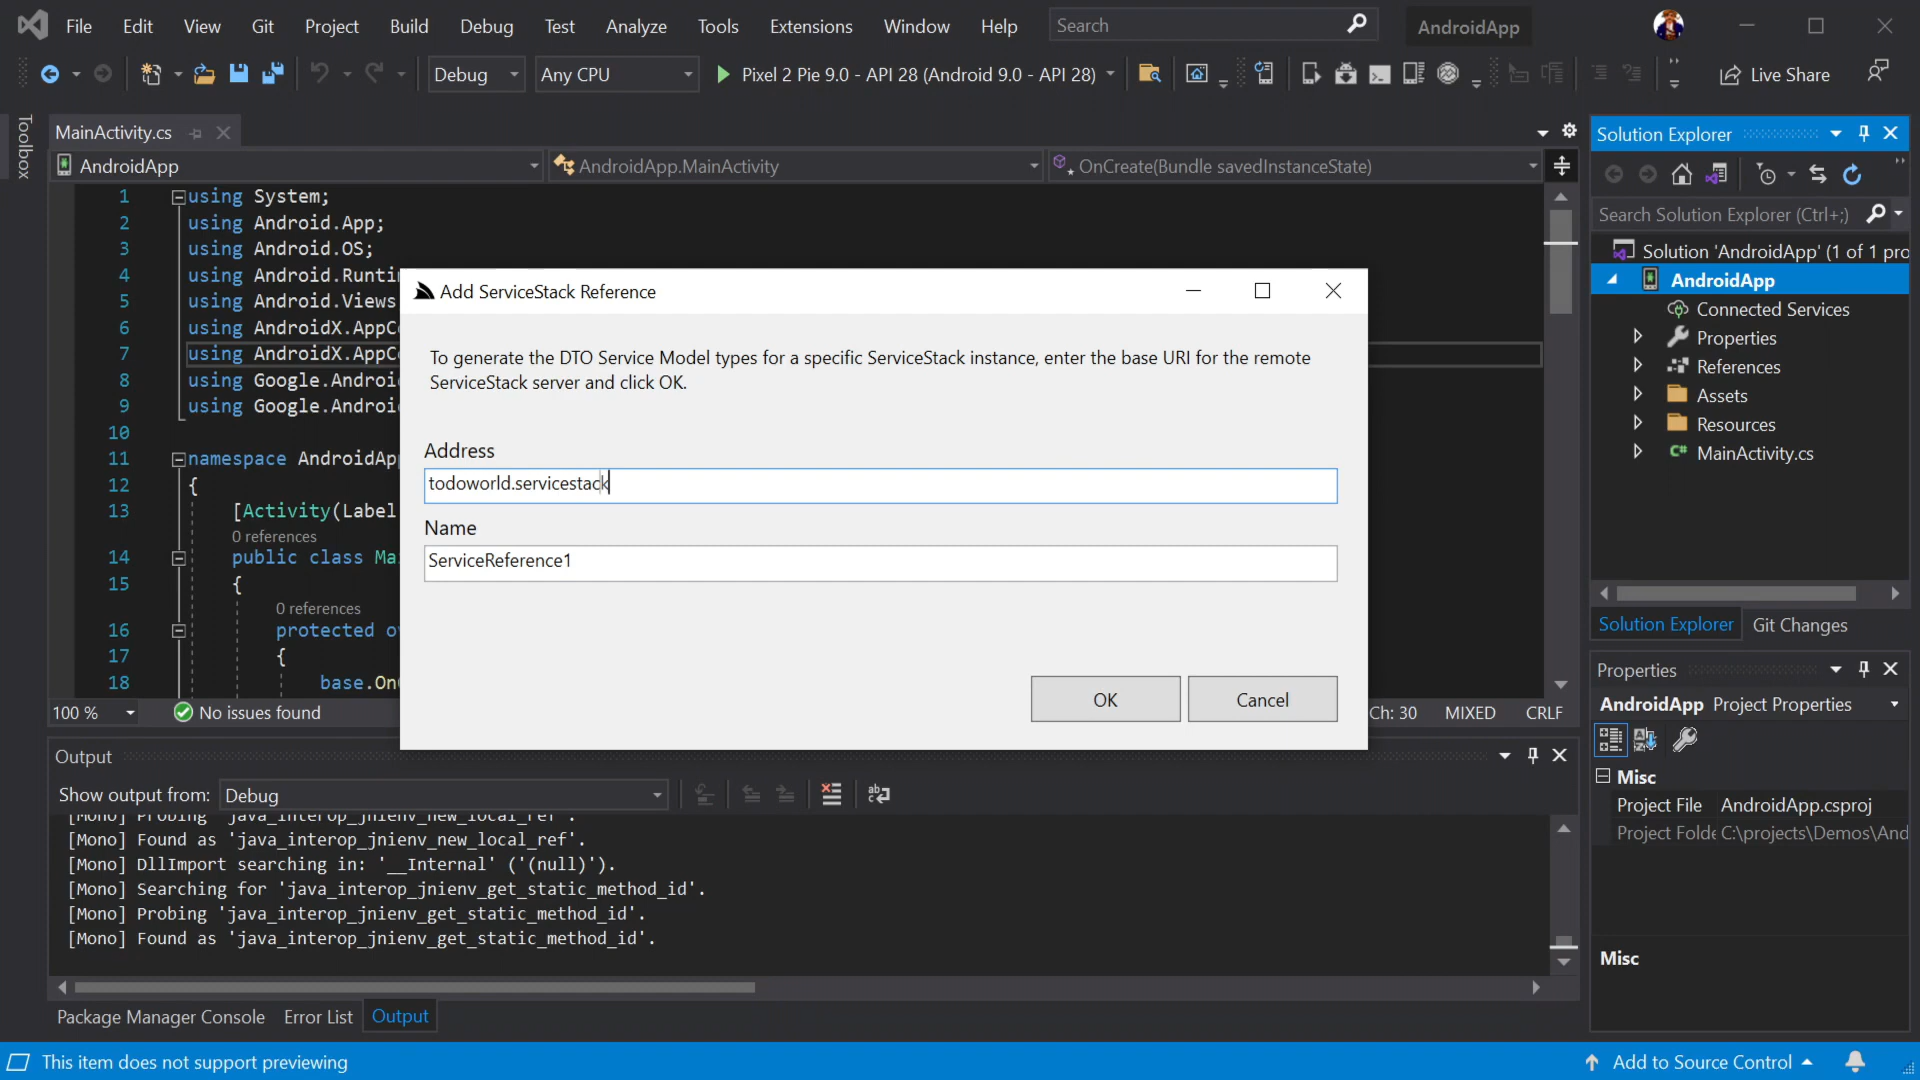 File Edit View Git Project Build Debug Test Analyze Tools Extensions Window Help Search AndroidApp
Debug Any CPU Pixel 2 Pie 9.0 - API 28 (Android 9.0 - API 28) Live Share
Toolbox
MainActivity.cs
AndroidApp AndroidApp.MainActivity OnCreate(Bundle savedInstanceState)
1 using System;
2 using Android.App;
3 using Android.OS;
4 using Android.Runti
5 using Android.Views
6 using AndroidX.AppC
7 using AndroidX.AppC
8 using Google.Androi
9 using Google.Androi
10
11 namespace AndroidApp
12 {
13 [Activity(Label
0 references
14 public class Ma
15 {
0 references
16 protected ov
17 {
18 base.OnC
100 % No issues found Ch: 30 MIXED CRLF
Add ServiceStack Reference
To generate the DTO Service Model types for a specific ServiceStack instance, enter the base URI for the remote
ServiceStack server and click OK.
Address
todoworld.servicestack
Name
ServiceReference1
OK Cancel
Output
Show output from: Debug
[Mono] Probing 'java_interop_jnienv_new_local_ref'.
[Mono] Found as 'java_interop_jnienv_new_local_ref'.
[Mono] DllImport searching in: '__Internal' ('(null)').
[Mono] Searching for 'java_interop_jnienv_get_static_method_id'.
[Mono] Probing 'java_interop_jnienv_get_static_method_id'.
[Mono] Found as 'java_interop_jnienv_get_static_method_id'.
Package Manager Console Error List Output
Solution Explorer
Search Solution Explorer (Ctrl+;)
Solution 'AndroidApp' (1 of 1 pro
AndroidApp
Connected Services
Properties
References
Assets
Resources
C# MainActivity.cs
Solution Explorer Git Changes
Properties
AndroidApp Project Properties
Misc
Project File AndroidApp.csproj
Project Folde C:\projects\Demos\And
Misc
This item does not support previewing Add to Source Control